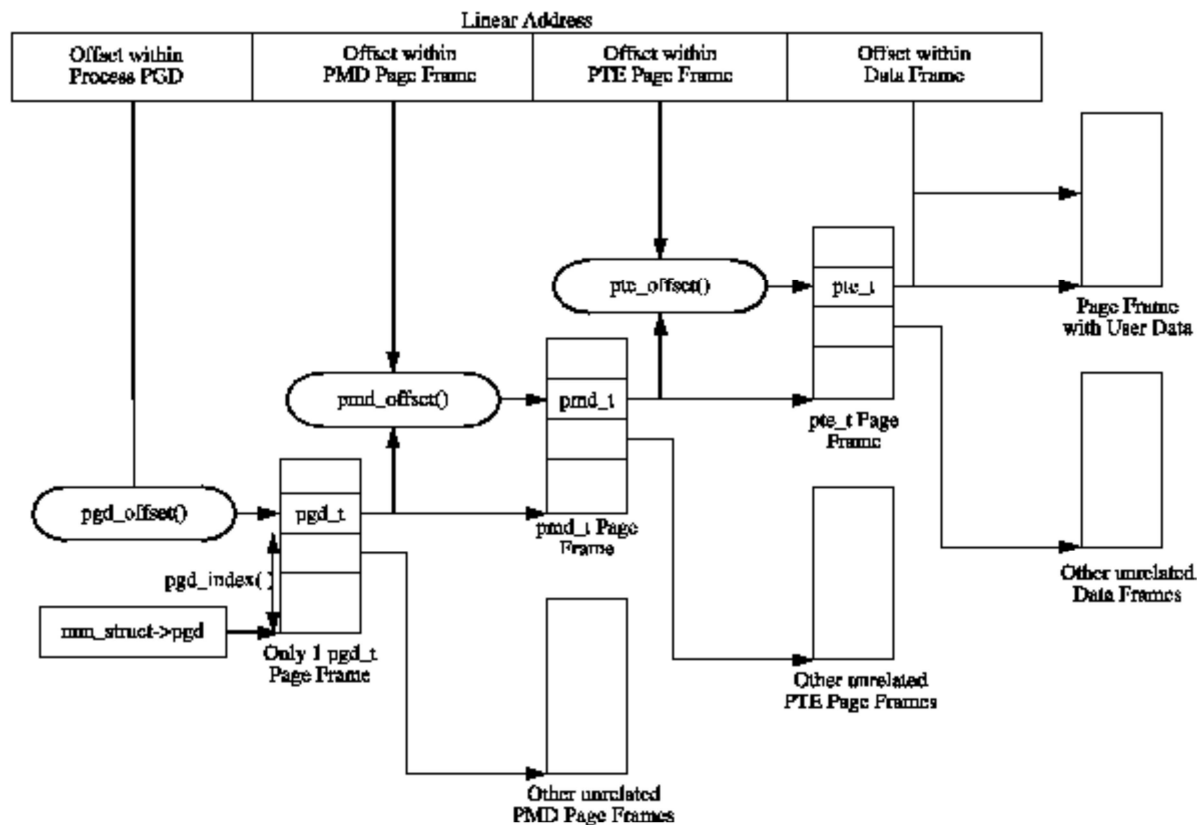 Linear Address
Offset within
Process PGD
Offset within
PMD Page Frame
Offset within
PTE Page Frame
Offset within
Data Frame
pte_offset()
pte_t
Page Frame
with User Data
pmd_offset()
pmd_t
pte_t Page
Frame
pgd_offset()
pgd_t
pmd_t Page
Frame
pgd_index()
Other unrelated
Data Frames
mm_struct->pgd
Only 1 pgd_t
Page Frame
Other unrelated
PTE Page Frames
Other unrelated
PMD Page Frames